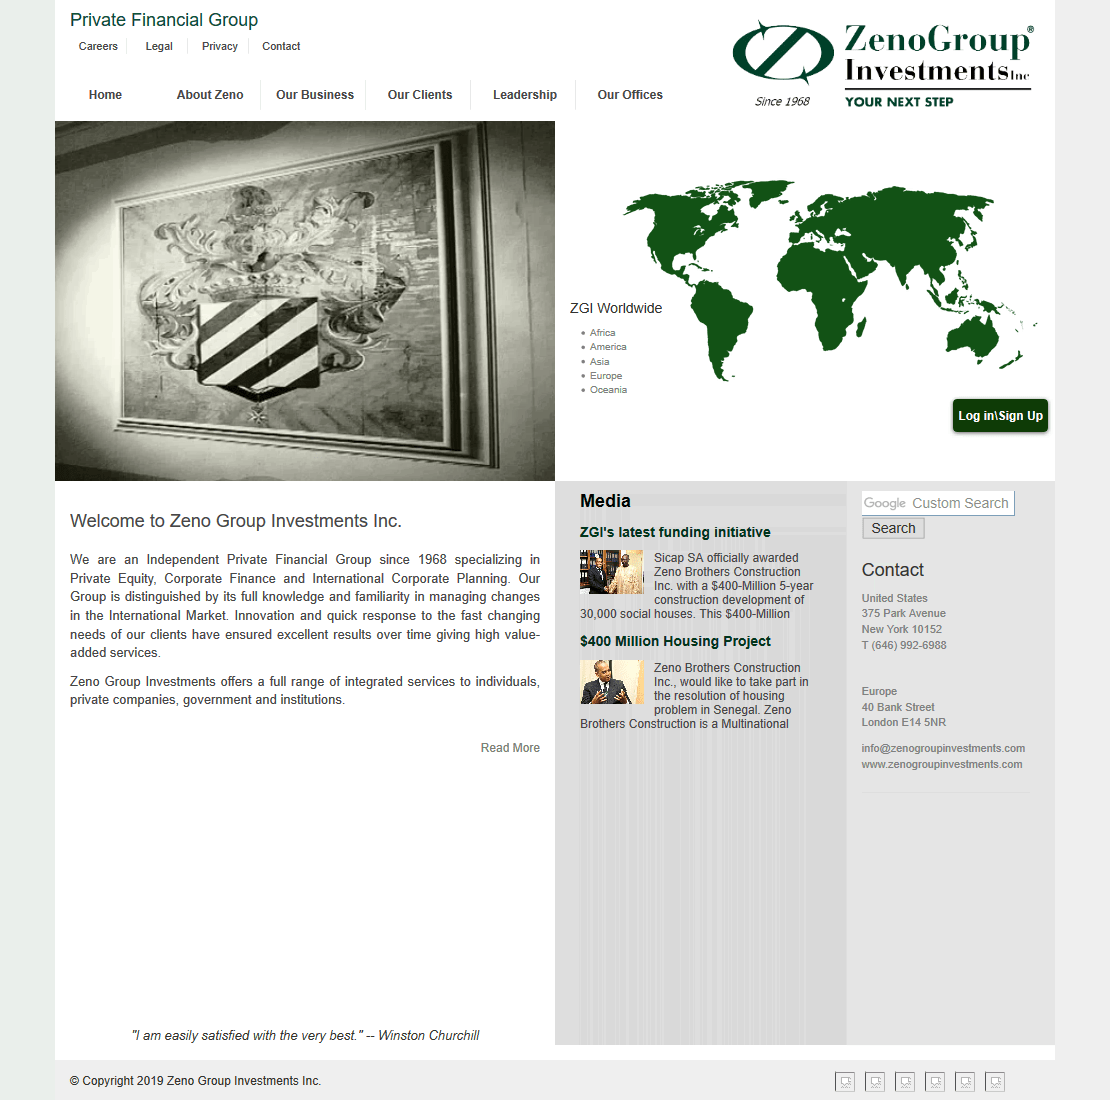 Private Financial Group
Careers Legal Privacy Contact
Home About Zeno Our Business Our Clients Leadership Our Offices
ZenoGroup®
Investments Inc
Since 1968
YOUR NEXT STEP
ZGI Worldwide
Africa
America
Asia
Europe
Oceania
Log in\Sign Up
Welcome to Zeno Group Investments Inc.
We are an Independent Private Financial Group since 1968 specializing in
Private Equity, Corporate Finance and International Corporate Planning. Our
Group is distinguished by its full knowledge and familiarity in managing changes
in the International Market. Innovation and quick response to the fast changing
needs of our clients have ensured excellent results over time giving high value-
added services.
Zeno Group Investments offers a full range of integrated services to individuals,
private companies, government and institutions.
Read More
"I am easily satisfied with the very best." -- Winston Churchill
Media
ZGI's latest funding initiative
Sicap SA officially awarded
Zeno Brothers Construction
Inc. with a $400-Million 5-year
construction development of
30,000 social houses. This $400-Million
$400 Million Housing Project
Zeno Brothers Construction
Inc., would like to take part in
the resolution of housing
problem in Senegal. Zeno
Brothers Construction is a Multinational
Google Custom Search
Search
Contact
United States
375 Park Avenue
New York 10152
T (646) 992-6988
Europe
40 Bank Street
London E14 5NR
info@zenogroupinvestments.com
www.zenogroupinvestments.com
© Copyright 2019 Zeno Group Investments Inc.